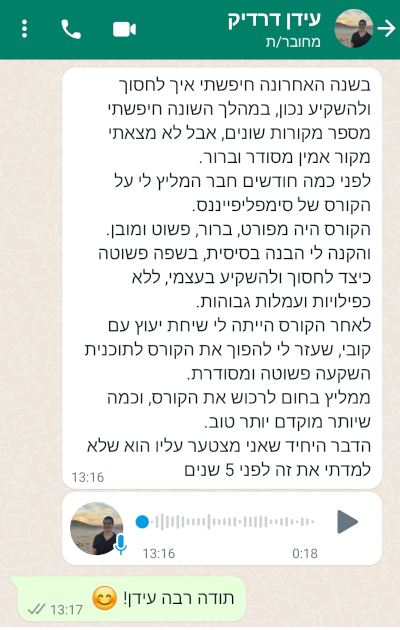 עידן דרדיק
מחובר/ת
בשנה האחרונה חיפשתי איך לחסוך
ולהשקיע נכון, במהלך השונה חיפשתי
מספר מקורות שונים, אבל לא מצאתי
מקור אמין מסודר וברור.
לפני כמה חודשים חבר המליץ לי על
הקורס של סימפליפייננס.
הקורס היה מפורט, ברור, פשוט ומובן.
והקנה לי הבנה בסיסית, בשפה פשוטה
כיצד לחסוך ולהשקיע בעצמי, ללא
כפילויות ועמלות גבוהות.
לאחר הקורס הייתה לי שיחת יעוץ עם
קובי, שעזר לי להפוך את הקורס לתוכנית
השקעה פשוטה ומסודרת.
ממליץ בחום לרכוש את הקורס, וכמה
שיותר מוקדם יותר טוב.
הדבר היחיד שאני מצטער עליו הוא שלא
למדתי את זה לפני 5 שנים
13:16
0:18
13:16
תודה רבה עידן! 😊
13:17